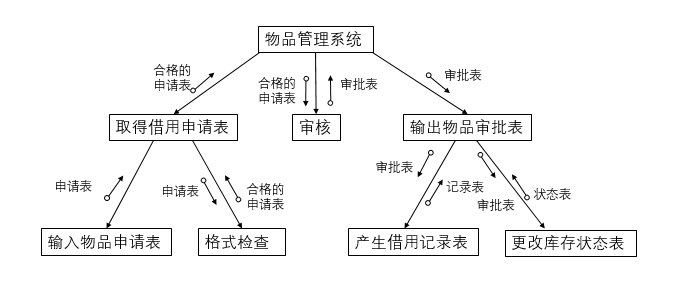 物品管理系统
合格的
申请表
合格的
申请表
审批表
审批表
取得借用申请表
审核
输出物品审批表
申请表
申请表
合格的
申请表
审批表
记录表
审批表
状态表
输入物品申请表
格式检查
产生借用记录表
更改库存状态表